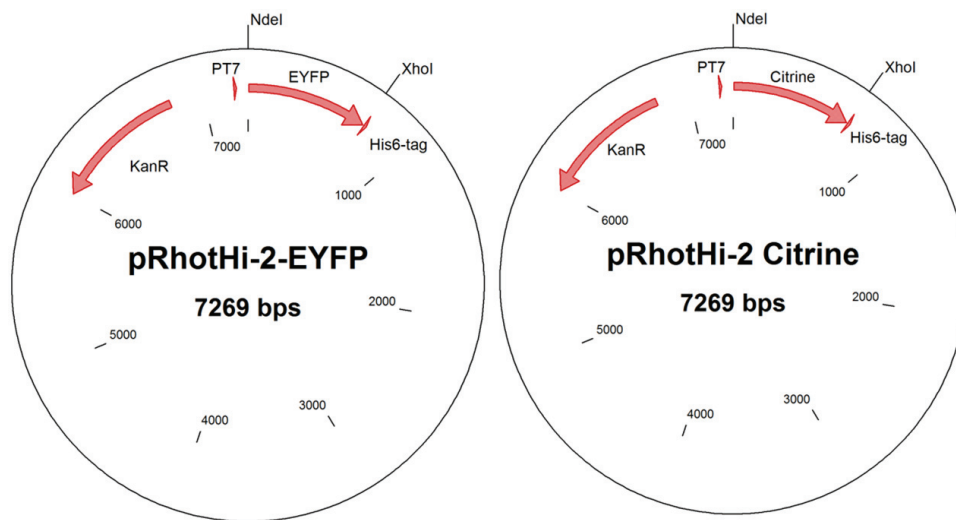 NdeI
PT7
EYFP
XhoI
His6-tag
KanR
7000
1000
6000
pRhotHi-2-EYFP
7269 bps
2000
5000
4000
3000
NdeI
PT7
Citrine
XhoI
His6-tag
KanR
7000
1000
6000
pRhotHi-2 Citrine
7269 bps
2000
5000
4000
3000